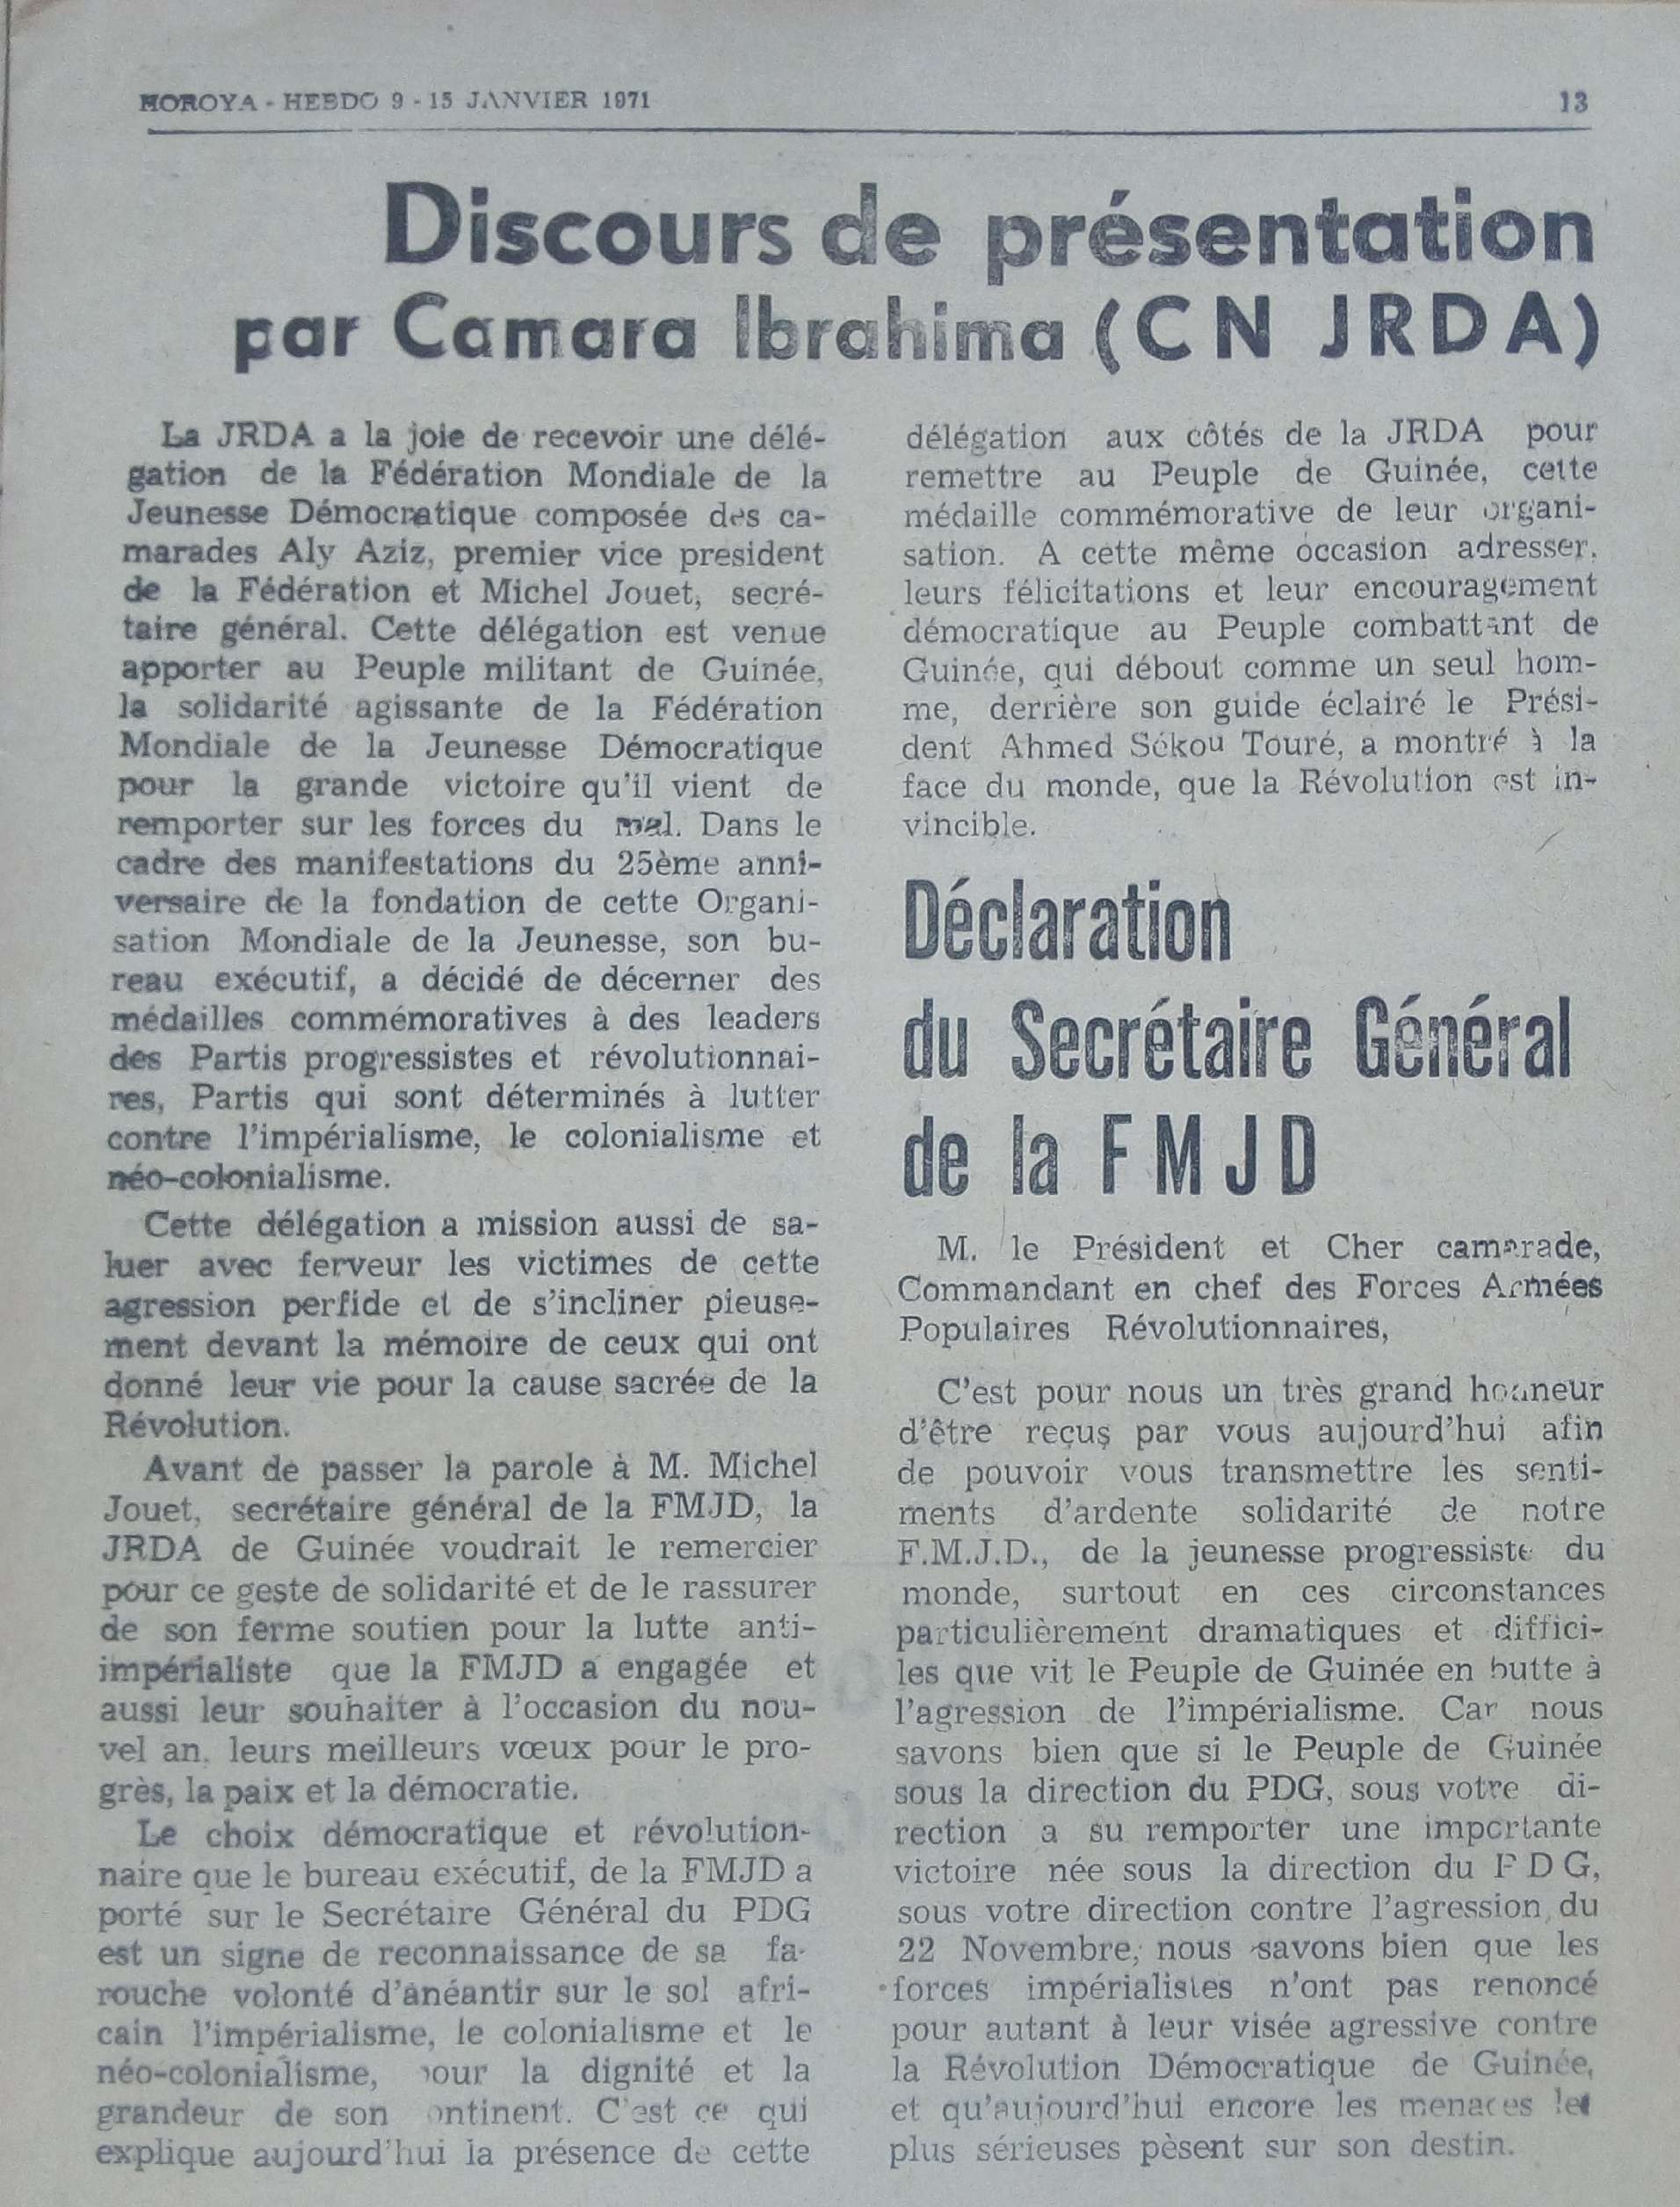 HOROYA - HEBDO 9 - 15 JANVIER 1971 13
Discours de présentation
par Camara Ibrahima (CN JRDA)
La JRDA a la joie de recevoir une délé-
gation de la Fédération Mondiale de la
Jeunesse Démocratique composée des ca-
marades Aly Aziz, premier vice president
de la Fédération et Michel Jouet, secré-
taire général. Cette délégation est venue
apporter au Peuple militant de Guinée,
la solidarité agissante de la Fédération
Mondiale de la Jeunesse Démocratique
pour la grande victoire qu'il vient de
remporter sur les forces du mal. Dans le
cadre des manifestations du 25ème anni-
versaire de la fondation de cette Organi-
sation Mondiale de la Jeunesse, son bu-
reau exécutif, a décidé de décerner des
médailles commémoratives à des leaders
des Partis progressistes et révolutionnai-
res, Partis qui sont déterminés à lutter
contre l'impérialisme, le colonialisme et
néo-colonialisme.
Cette délégation a mission aussi de sa-
luer avec ferveur les victimes de cette
agression perfide et de s'incliner pieuse-
ment devant la mémoire de ceux qui ont
donné leur vie pour la cause sacrée de la
Révolution.
Avant de passer la parole à M. Michel
Jouet, secrétaire général de la FMJD, la
JRDA de Guinée voudrait le remercier
pour ce geste de solidarité et de le rassurer
de son ferme soutien pour la lutte anti-
impérialiste que la FMJD a engagée et
aussi leur souhaiter à l'occasion du nou-
vel an, leurs meilleurs vœux pour le pro-
grès, la paix et la démocratie.
Le choix démocratique et révolution-
naire que le bureau exécutif, de la FMJD a
porté sur le Secrétaire Général du PDG
est un signe de reconnaissance de sa fa-
rouche volonté d'anéantir sur le sol afri-
cain l'impérialisme, le colonialisme et le
néo-colonialisme, pour la dignité et la
grandeur de son ontinent. C'est ce qui
explique aujourd'hui la présence de cette
délégation aux côtés de la JRDA pour
remettre au Peuple de Guinée, cette
médaille commémorative de leur organi-
sation. A cette même occasion adresser,
leurs félicitations et leur encouragement
démocratique au Peuple combattant de
Guinée, qui débout comme un seul hom-
me, derrière son guide éclairé le Prési-
dent Ahmed Sékou Touré, a montré à la
face du monde, que la Révolution est in-
vincible.
Déclaration
du Secrétaire Général
de la FMJD
M. le Président et Cher camarade,
Commandant en chef des Forces Armées
Populaires Révolutionnaires,
C'est pour nous un très grand honneur
d'être reçus par vous aujourd'hui afin
de pouvoir vous transmettre les senti-
ments d'ardente solidarité de notre
F.M.J.D., de la jeunesse progressiste du
monde, surtout en ces circonstances
particulièrement dramatiques et diffici-
les que vit le Peuple de Guinée en butte à
l'agression de l'impérialisme. Car nous
savons bien que si le Peuple de Guinée
sous la direction du PDG, sous votre di-
rection a su remporter une importante
victoire née sous la direction du P D G,
sous votre direction contre l'agression du
22 Novembre, nous savons bien que les
forces impérialistes n'ont pas renoncé
pour autant à leur visée agressive contre
la Révolution Démocratique de Guinée,
et qu'aujourd'hui encore les menaces les
plus sérieuses pèsent sur son destin.